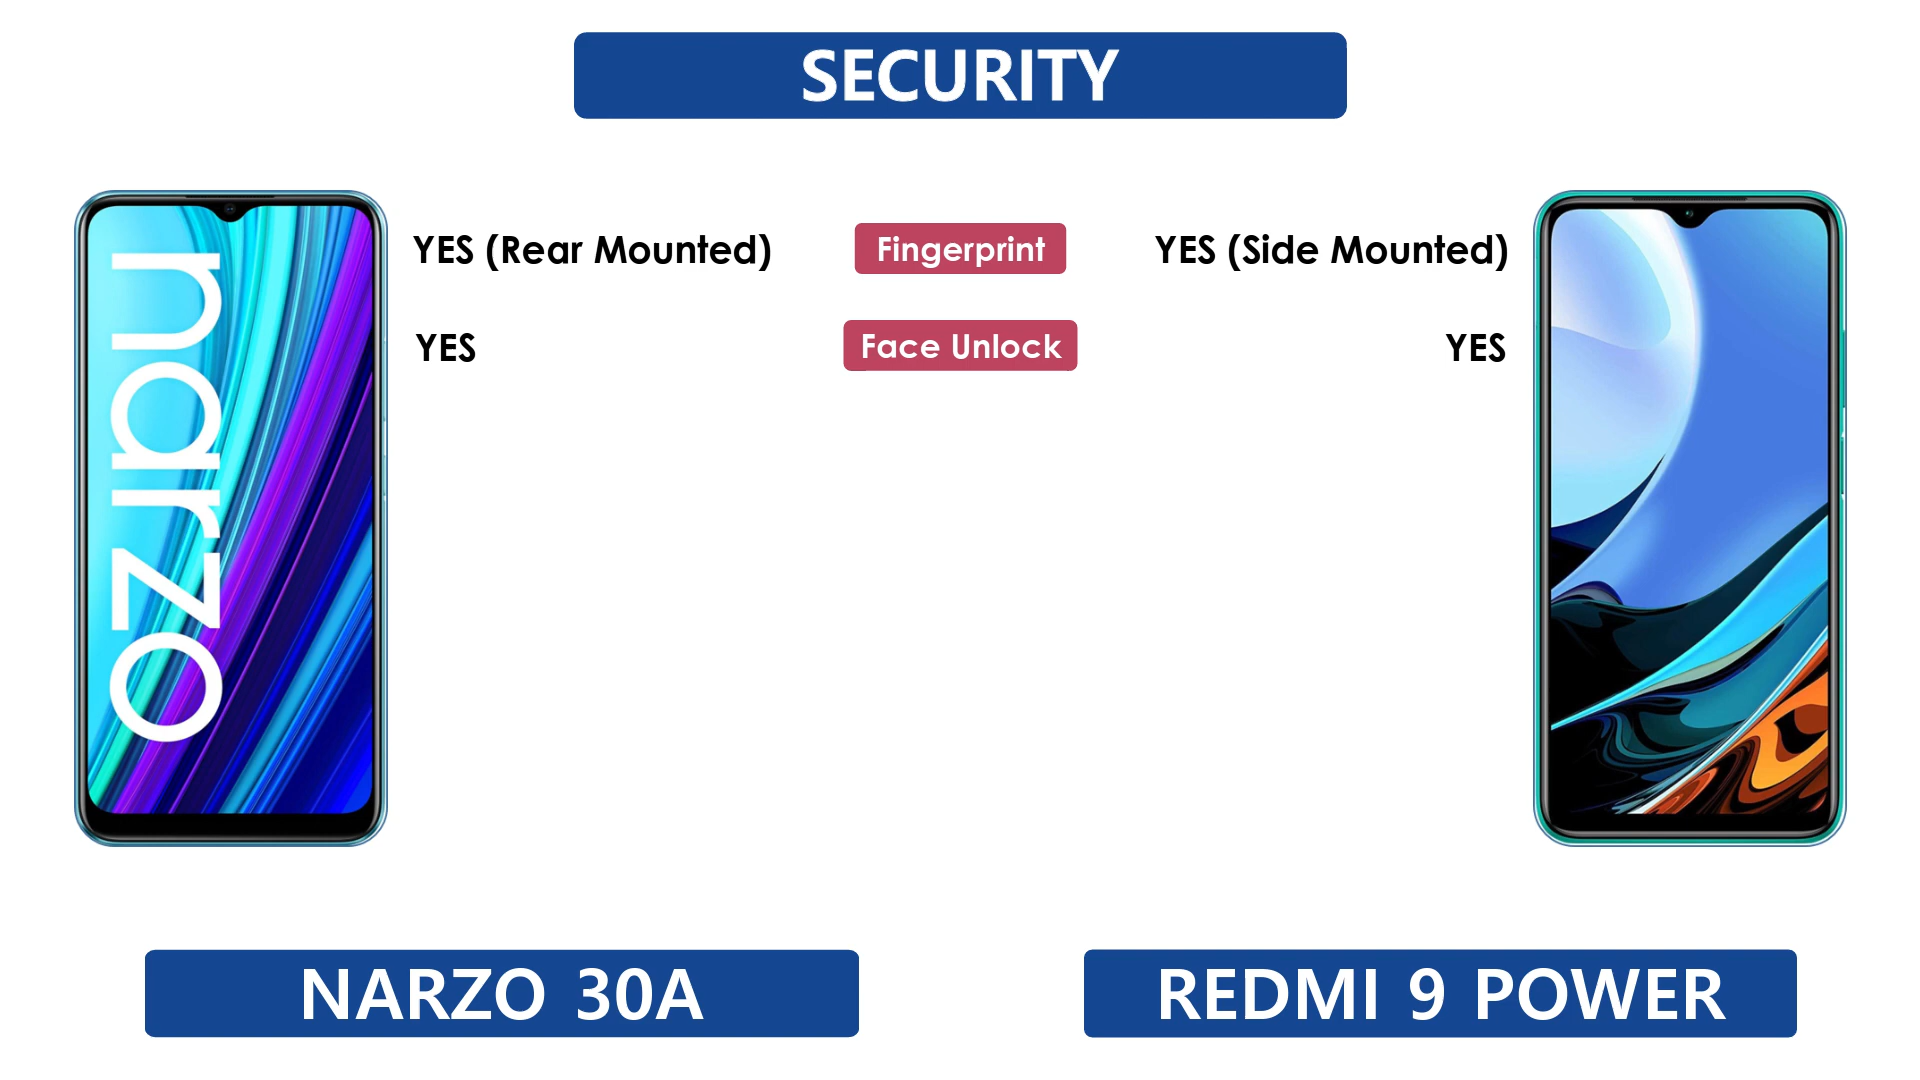 SECURITY
YES (Rear Mounted) Fingerprint YES (Side Mounted)
YES Face Unlock YES
narzo
NARZO 30A REDMI 9 POWER